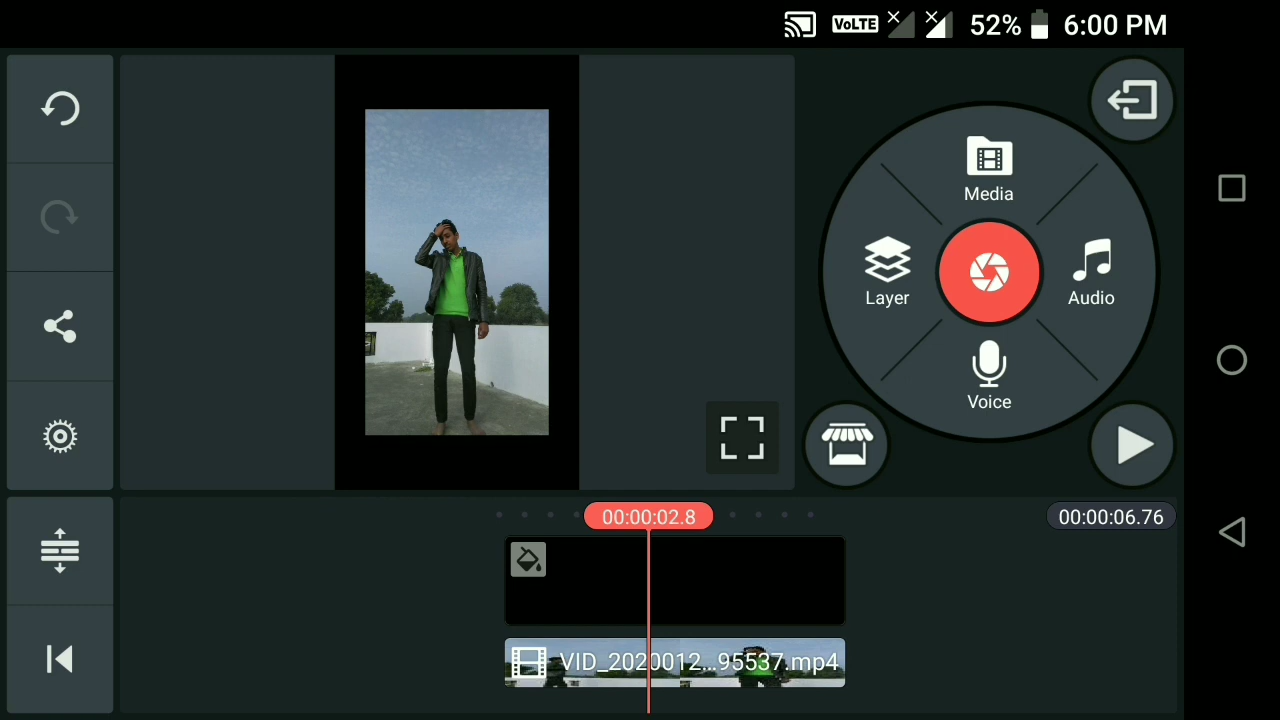 VoLTE 52% 6:00 PM
Media
Layer
Audio
Voice
00:00:02.8
00:00:06.76
VID_2020012...95537.mp4